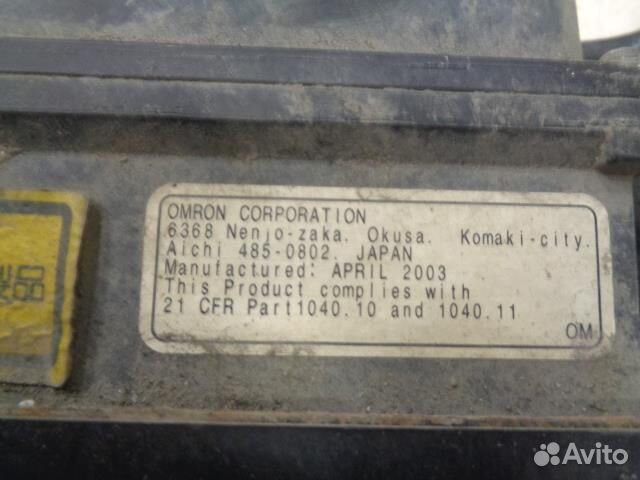 OMRON CORPORATION
6368 Nenjo-zaka. Okusa. Komaki-city.
Aichi 485-0802. JAPAN
Manufactured: APRIL 2003
This Product complies with
21 CFR Part1040.10 and 1040.11
OM
Avito